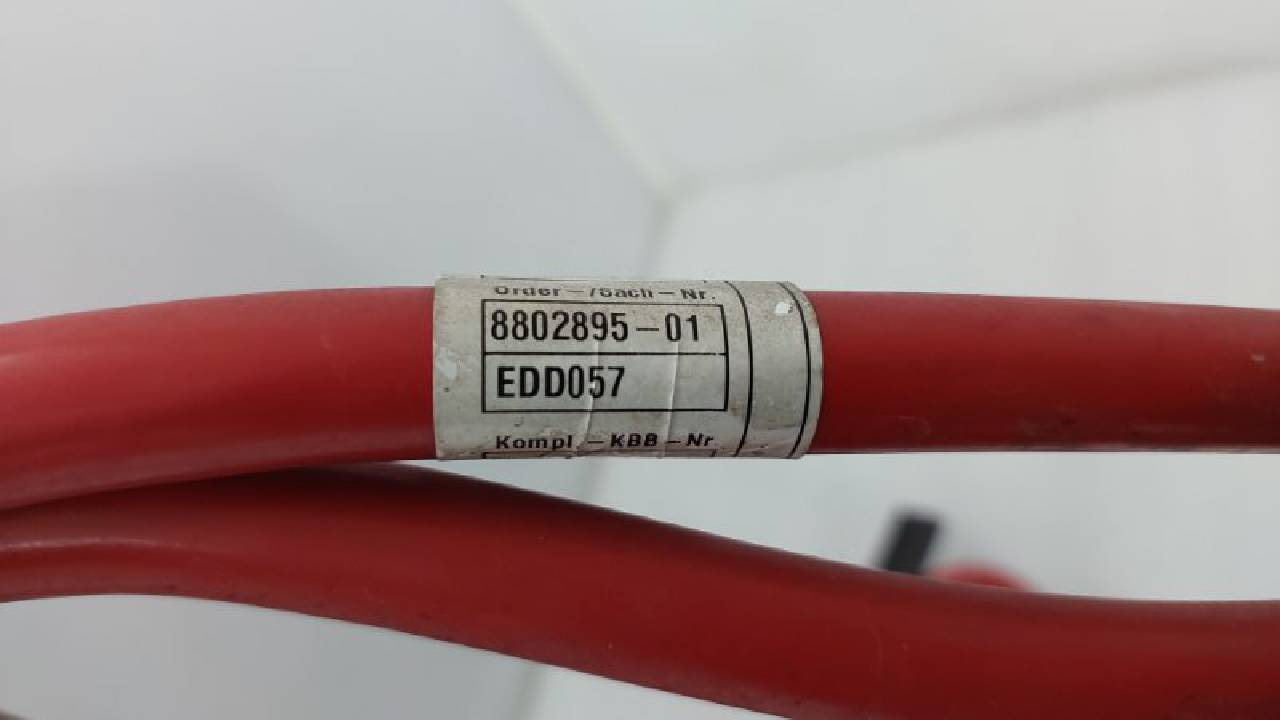 Order-/Sach-Nr.
8802895-01
EDD057
Kompl.-KBB-Nr.